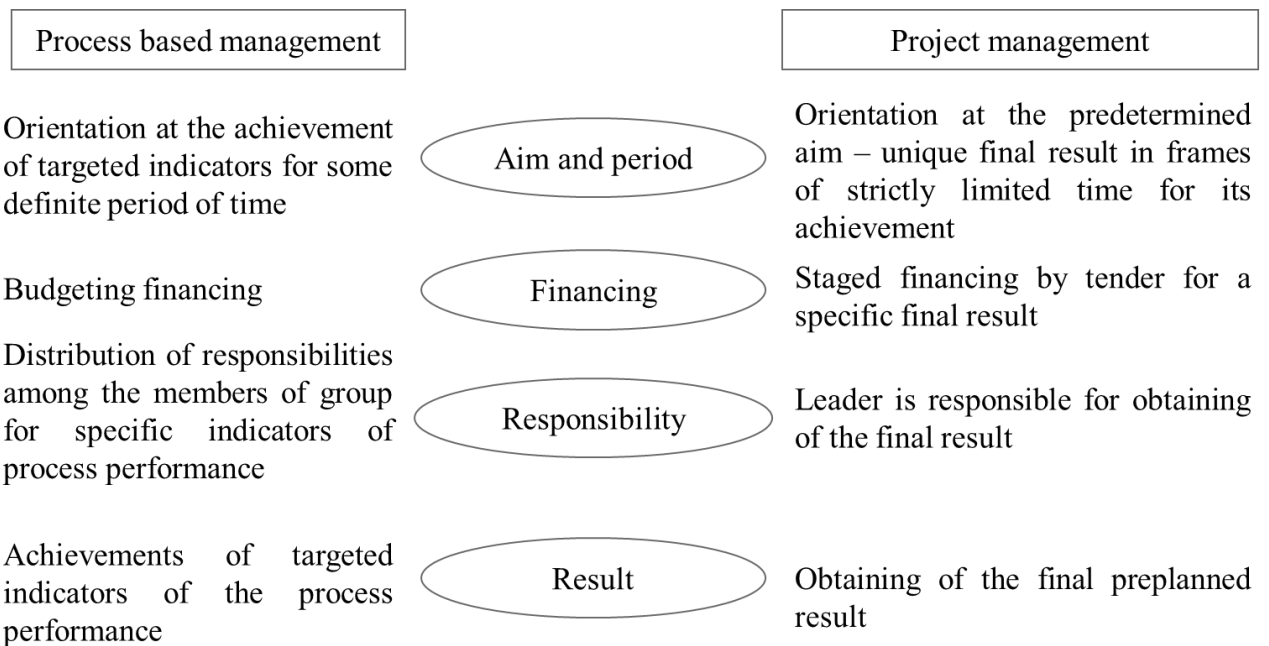 Process based management
Project management
Orientation at the achievement
of targeted indicators for some
definite period of time
Aim and period
Orientation at the predetermined
aim – unique final result in frames
of strictly limited time for its
achievement
Budgeting financing
Financing
Staged financing by tender for a
specific final result
Distribution of responsibilities
among the members of group
for specific indicators of
process performance
Responsibility
Leader is responsible for obtaining
of the final result
Achievements of targeted
indicators of the process
performance
Result
Obtaining of the final preplanned
result